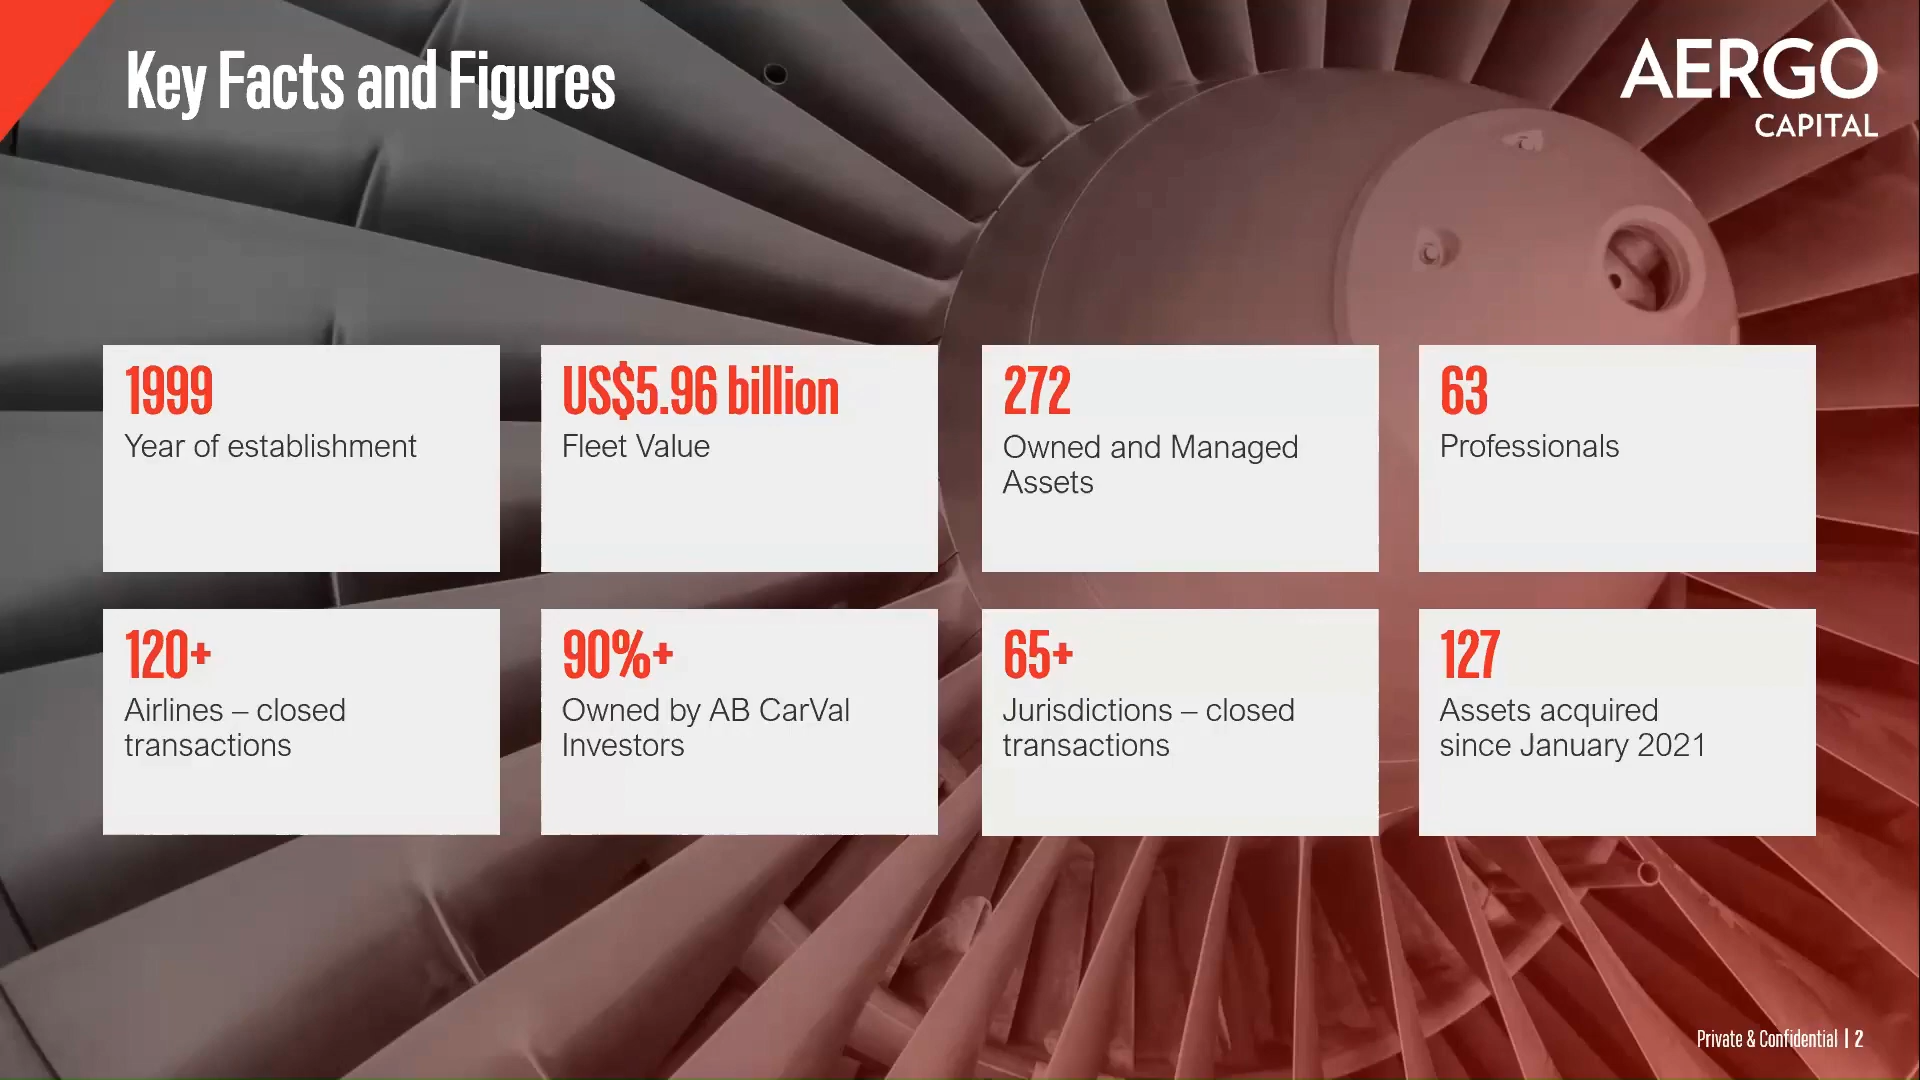 Key Facts and Figures
AERGO
CAPITAL
1999
Year of establishment
US$5.96 billion
Fleet Value
272
Owned and Managed
Assets
63
Professionals
120+
Airlines – closed
transactions
90%+
Owned by AB CarVal
Investors
65+
Jurisdictions – closed
transactions
127
Assets acquired
since January 2021
Private & Confidential | 2